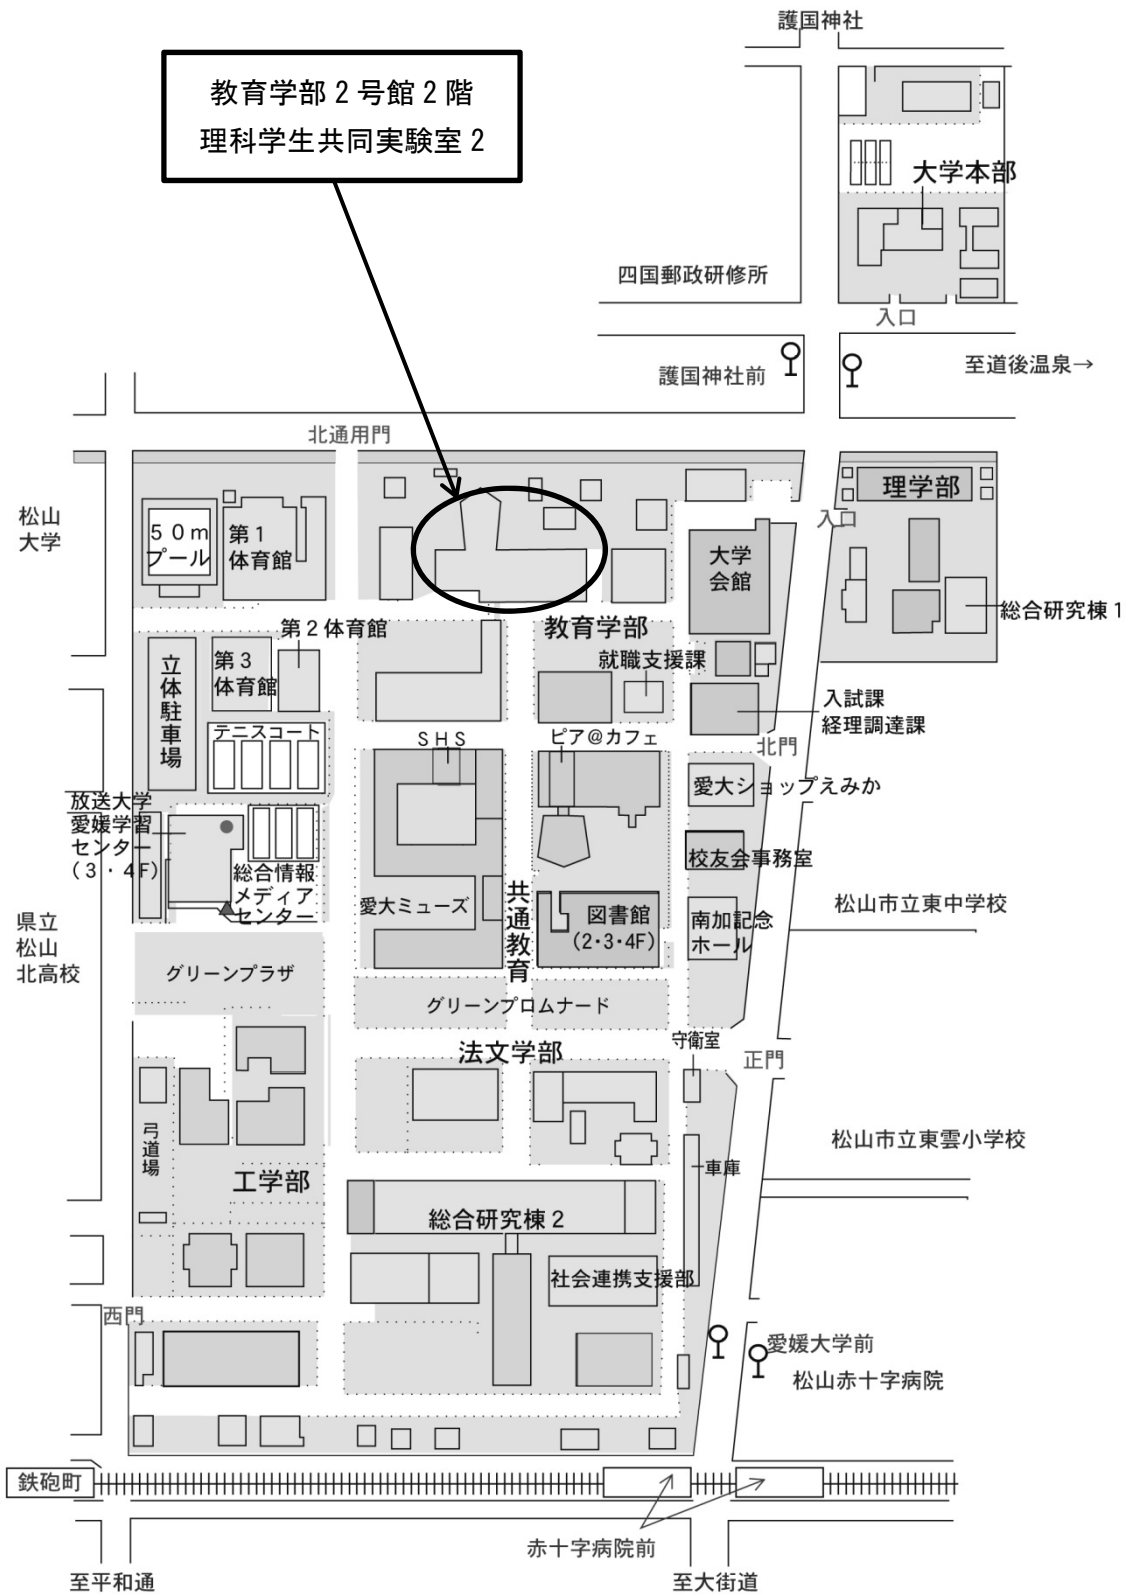 護国神社
教育学部２号館２階
理科学生共同実験室２
大学本部
四国郵政研修所
入口
護国神社前
至道後温泉→
北通用門
松山
大学
５０ｍ
プール
第１
体育館
理学部
入口
大学
会館
総合研究棟１
第２体育館
教育学部
就職支援課
立体駐車場
第３
体育館
入試課
経理調達課
テニスコート
ＳＨＳ
ピア＠カフェ
北門
愛大ショップえみか
放送大学
愛媛学習
センター
（３・４F）
総合情報
メディア
センター
校友会事務室
県立
松山
北高校
愛大ミューズ
共通教育
図書館
（2・3・4F）
南加記念
ホール
松山市立東中学校
グリーンプラザ
グリーンプロムナード
法文学部
守衛室
正門
弓道場
松山市立東雲小学校
車庫
工学部
総合研究棟２
社会連携支援部
西門
愛媛大学前
松山赤十字病院
鉄砲町
赤十字病院前
至平和通
至大街道